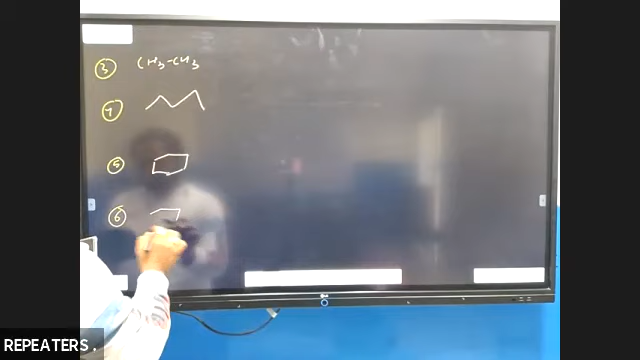 ③ CH3-CH3
④
⑤
⑥
REPEATERS.